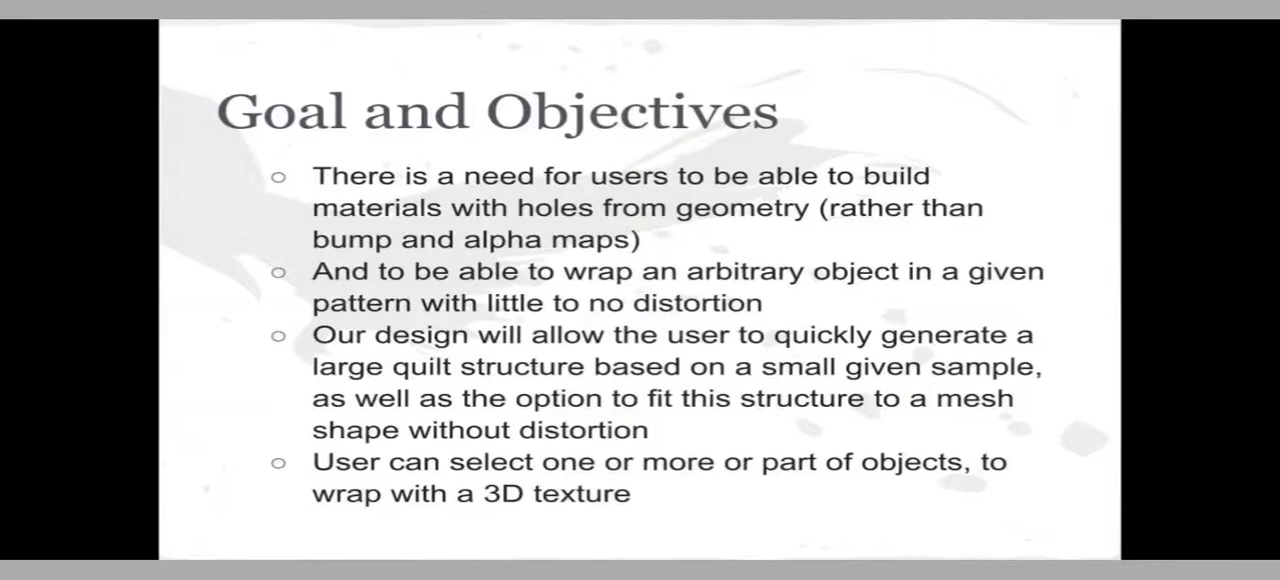 Goal and Objectives
There is a need for users to be able to build
materials with holes from geometry (rather than
bump and alpha maps)
And to be able to wrap an arbitrary object in a given
pattern with little to no distortion
Our design will allow the user to quickly generate a
large quilt structure based on a small given sample,
as well as the option to fit this structure to a mesh
shape without distortion
User can select one or more or part of objects, to
wrap with a 3D texture